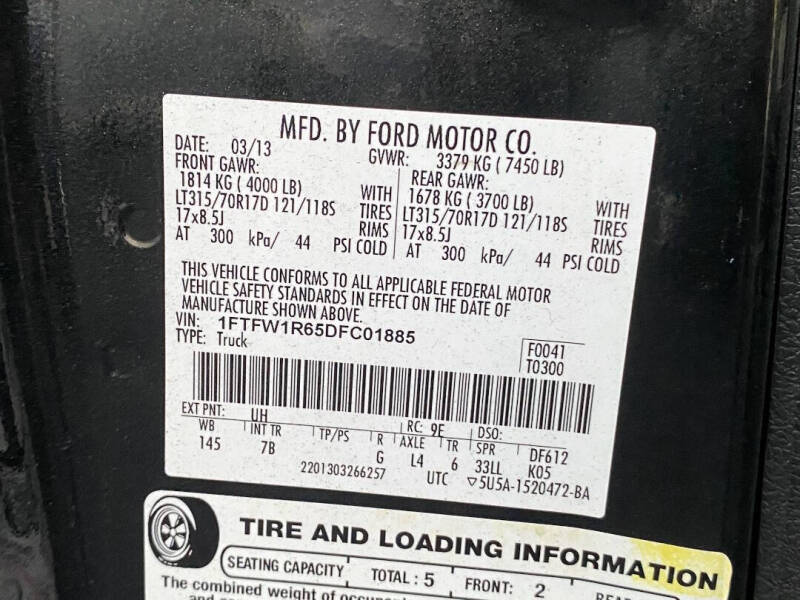 MFD. BY FORD MOTOR CO.
DATE: 03/13 GVWR: 3379 KG ( 7450 LB)
FRONT GAWR: REAR GAWR:
1814 KG ( 4000 LB) WITH 1678 KG ( 3700 LB) WITH
LT315/70R17D 121/118S TIRES LT315/70R17D 121/118S TIRES
17x8.5J RIMS 17x8.5J RIMS
AT 300 kPa/ 44 PSI COLD AT 300 kPa/ 44 PSI COLD
THIS VEHICLE CONFORMS TO ALL APPLICABLE FEDERAL MOTOR
VEHICLE SAFETY STANDARDS IN EFFECT ON THE DATE OF
MANUFACTURE SHOWN ABOVE.
VIN: 1FTFW1R65DFC01885
TYPE: Truck
F0041
T0300
EXT PNT: UH RC: 9E DSO:
WB INT TR TP/PS R AXLE TR SPR DF612
145 7B G L4 6 33LL K05
2201303266257 UTC ▽5U5A-1520472-BA
TIRE AND LOADING INFORMATION
SEATING CAPACITY TOTAL : 5 FRONT: 2
The combined weight of